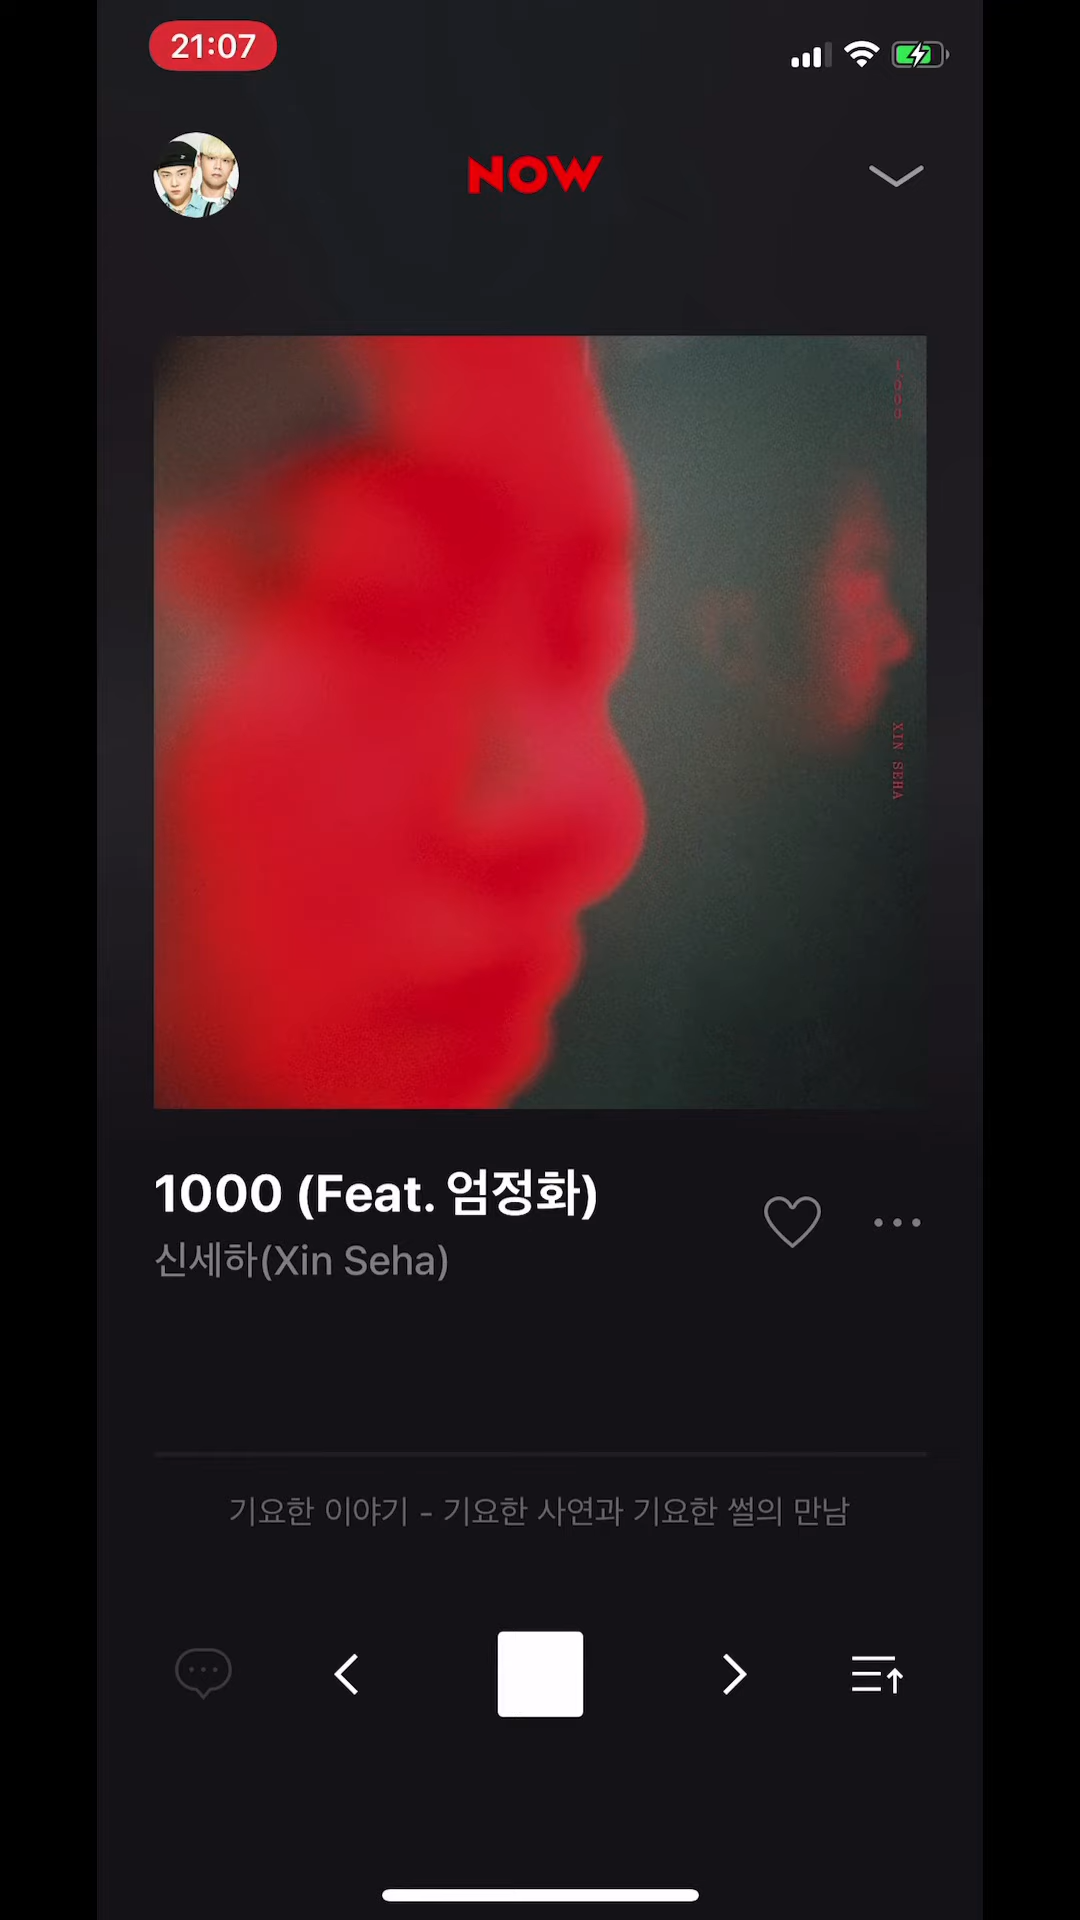 21:07
NOW
1000
XIN SEHA
1000 (Feat. 엄정화)
신세하(Xin Seha)
기요한 이야기 - 기요한 사연과 기요한 썰의 만남